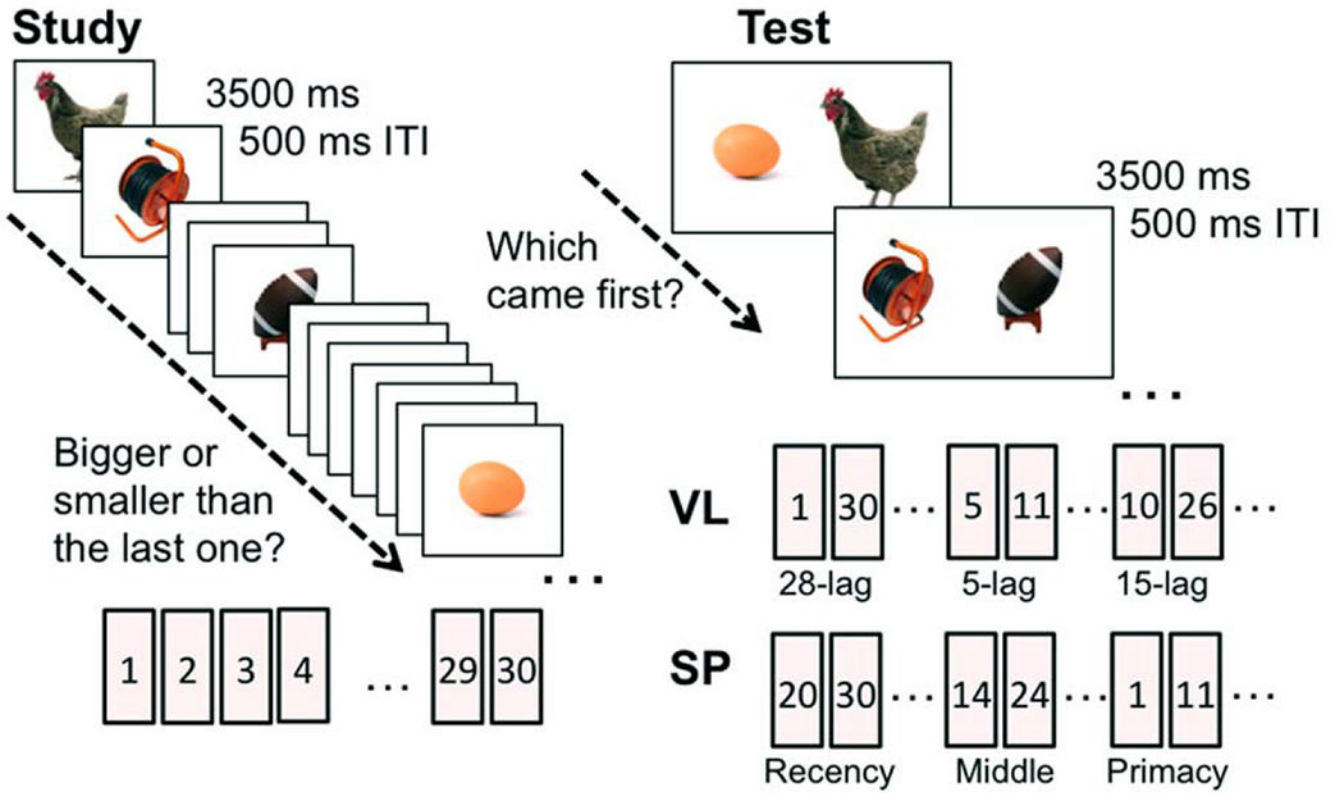 Study
3500 ms
500 ms ITI
Bigger or
smaller than
the last one?
...
1 2 3 4 ... 29 30
Test
3500 ms
500 ms ITI
Which
came first?
...
VL
1 30 ... 5 11 ... 10 26 ...
28-lag 5-lag 15-lag
SP
20 30 ... 14 24 ... 1 11 ...
Recency Middle Primacy